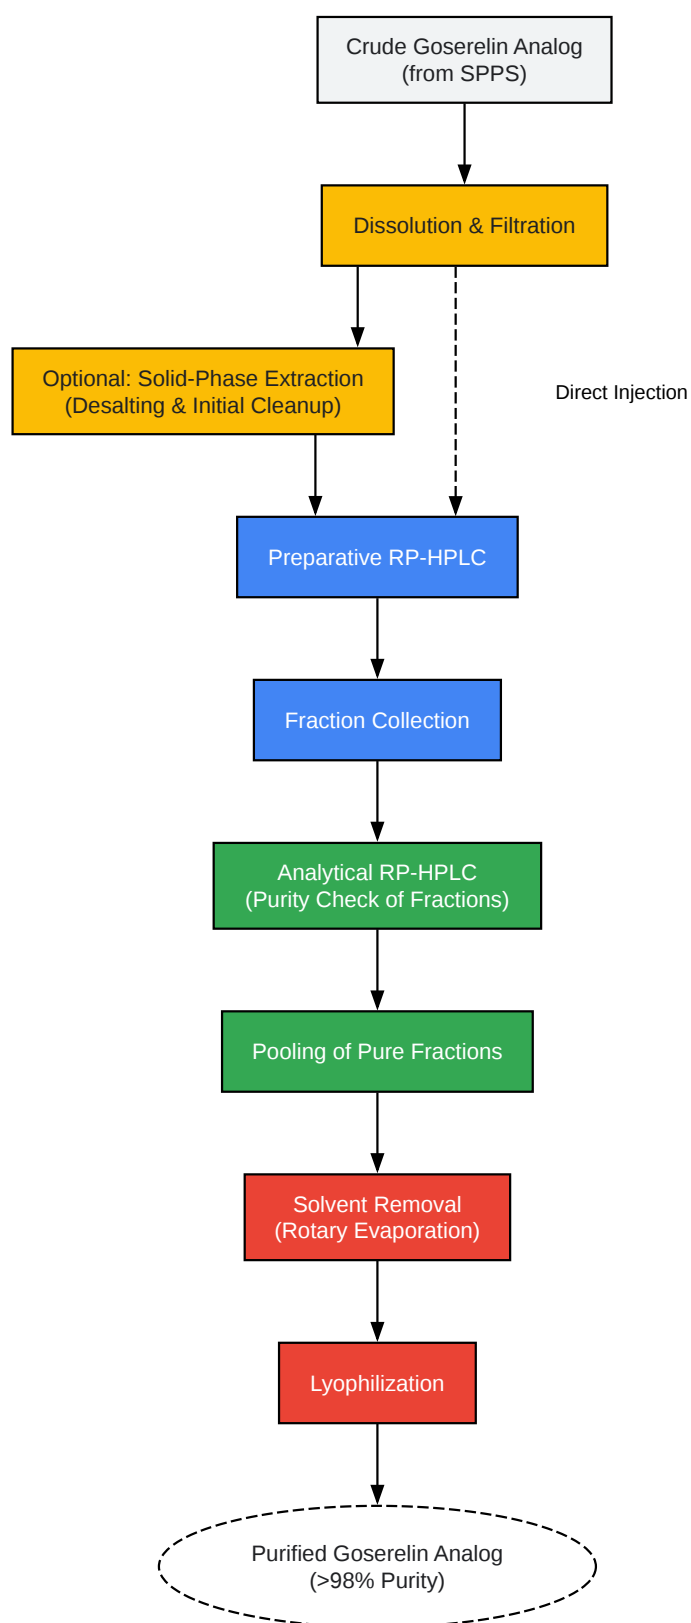 Crude Goserelin Analog
(from SPPS)
Dissolution & Filtration
Optional: Solid-Phase Extraction
(Desalting & Initial Cleanup)
Direct Injection
Preparative RP-HPLC
Fraction Collection
Analytical RP-HPLC
(Purity Check of Fractions)
Pooling of Pure Fractions
Solvent Removal
(Rotary Evaporation)
Lyophilization
Purified Goserelin Analog
(>98% Purity)